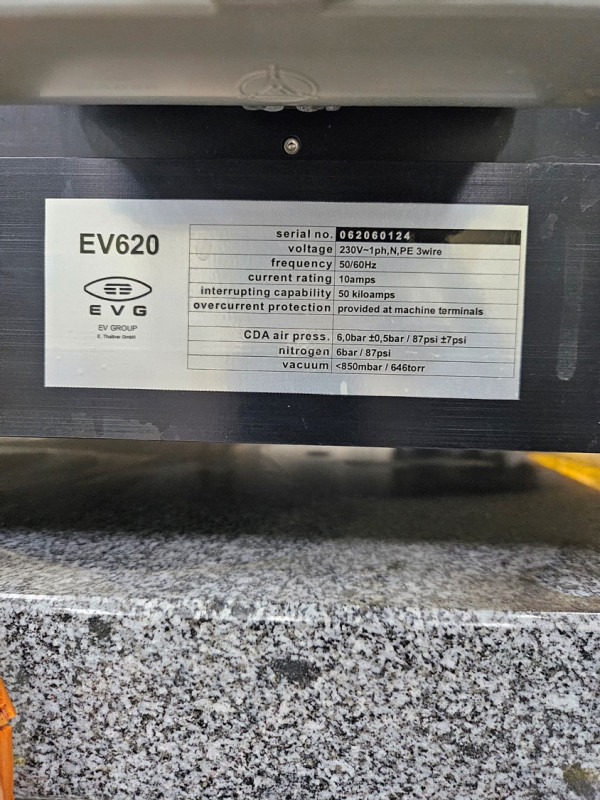 EV620
EVG
EV GROUP
E. Thallner GmbH
serial no. 062060124
voltage 230V~1ph,N,PE 3wire
frequency 50/60Hz
current rating 10amps
interrupting capability 50 kiloamps
overcurrent protection provided at machine terminals
CDA air press. 6,0bar ±0,5bar / 87psi ±7psi
nitrogen 6bar / 87psi
vacuum <850mbar / 646torr